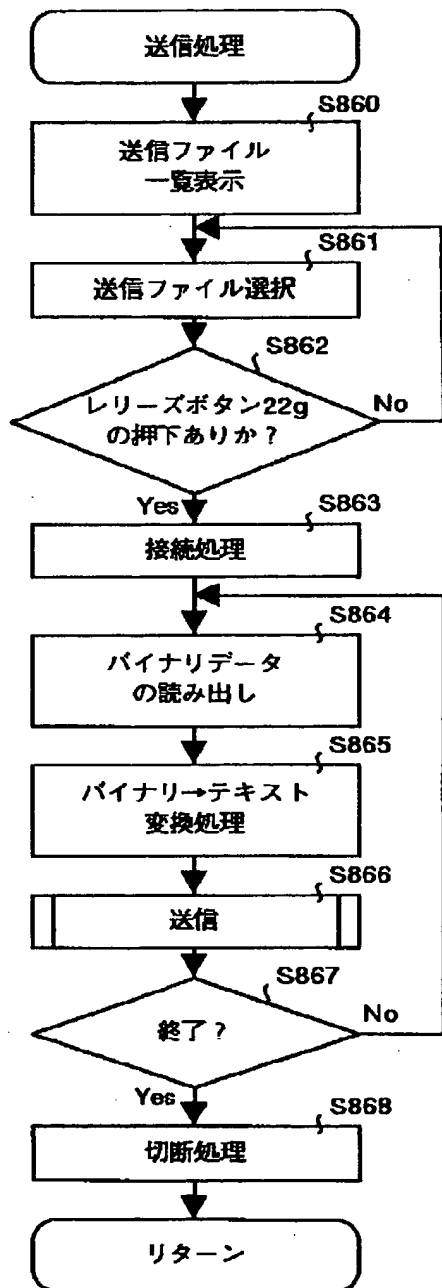 送信処理
S860
送信ファイル
一覧表示
S861
送信ファイル選択
S862
レリーズボタン22g
の押下ありか？
No
Yes
S863
接続処理
S864
バイナリデータ
の読み出し
S865
バイナリ→テキスト
変換処理
S866
送信
S867
終了？
No
Yes
S868
切断処理
リターン